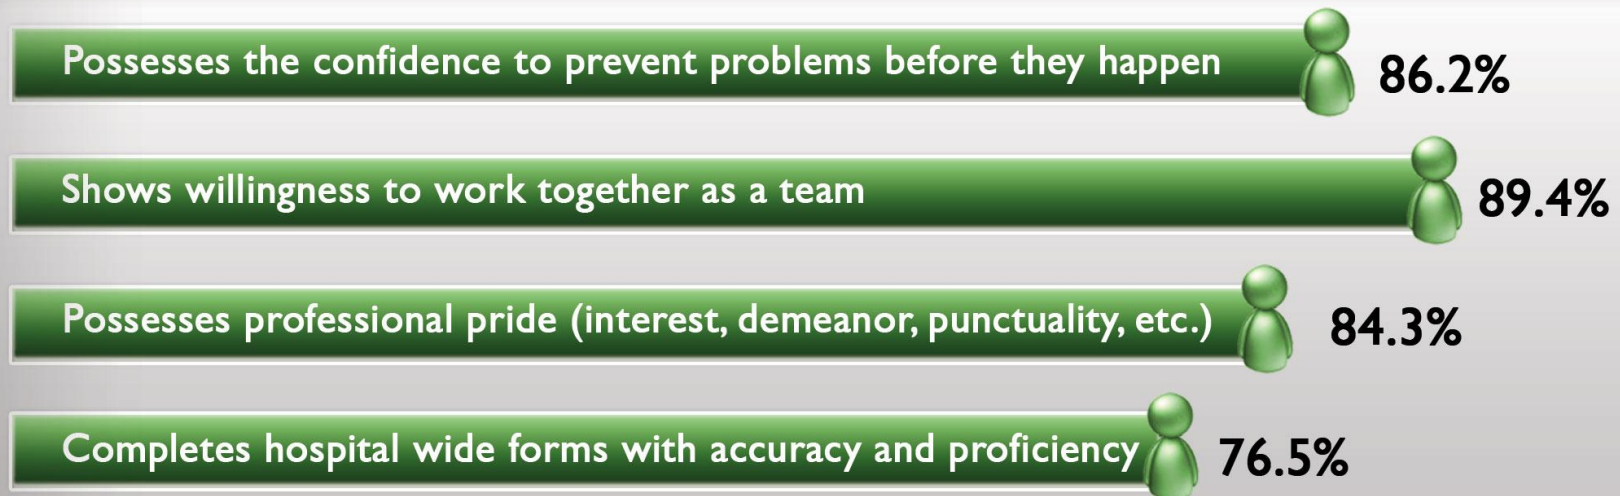 Possesses the confidence to prevent problems before they happen 86.2%
Shows willingness to work together as a team 89.4%
Possesses professional pride (interest, demeanor, punctuality, etc.) 84.3%
Completes hospital wide forms with accuracy and proficiency 76.5%